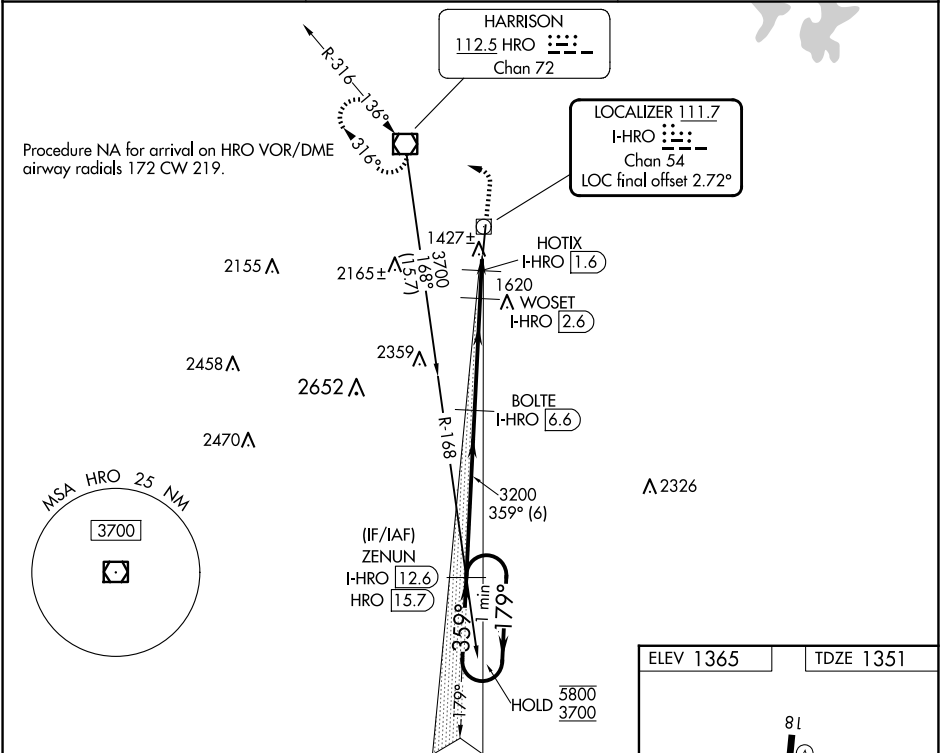 HARRISON
112.5 HRO
Chan 72
R-316
136°
316°
LOCALIZER 111.7
I-HRO
Chan 54
LOC final offset 2.72°
Procedure NA for arrival on HRO VOR/DME
airway radials 172 CW 219.
1427±
HOTIX
I-HRO 1.6
2155
2165±
3700
168°
(15.7)
1620
WOSET
I-HRO 2.6
2458
2359
2652
BOLTE
I-HRO 6.6
2470
R-168
2326
MSA HRO 25 NM
3700
3200
359° (6)
(IF/IAF)
ZENUN
I-HRO 12.6
HRO 15.7
359°
1 min
179°
179°
HOLD 5800
3700
ELEV 1365
TDZE 1351
18